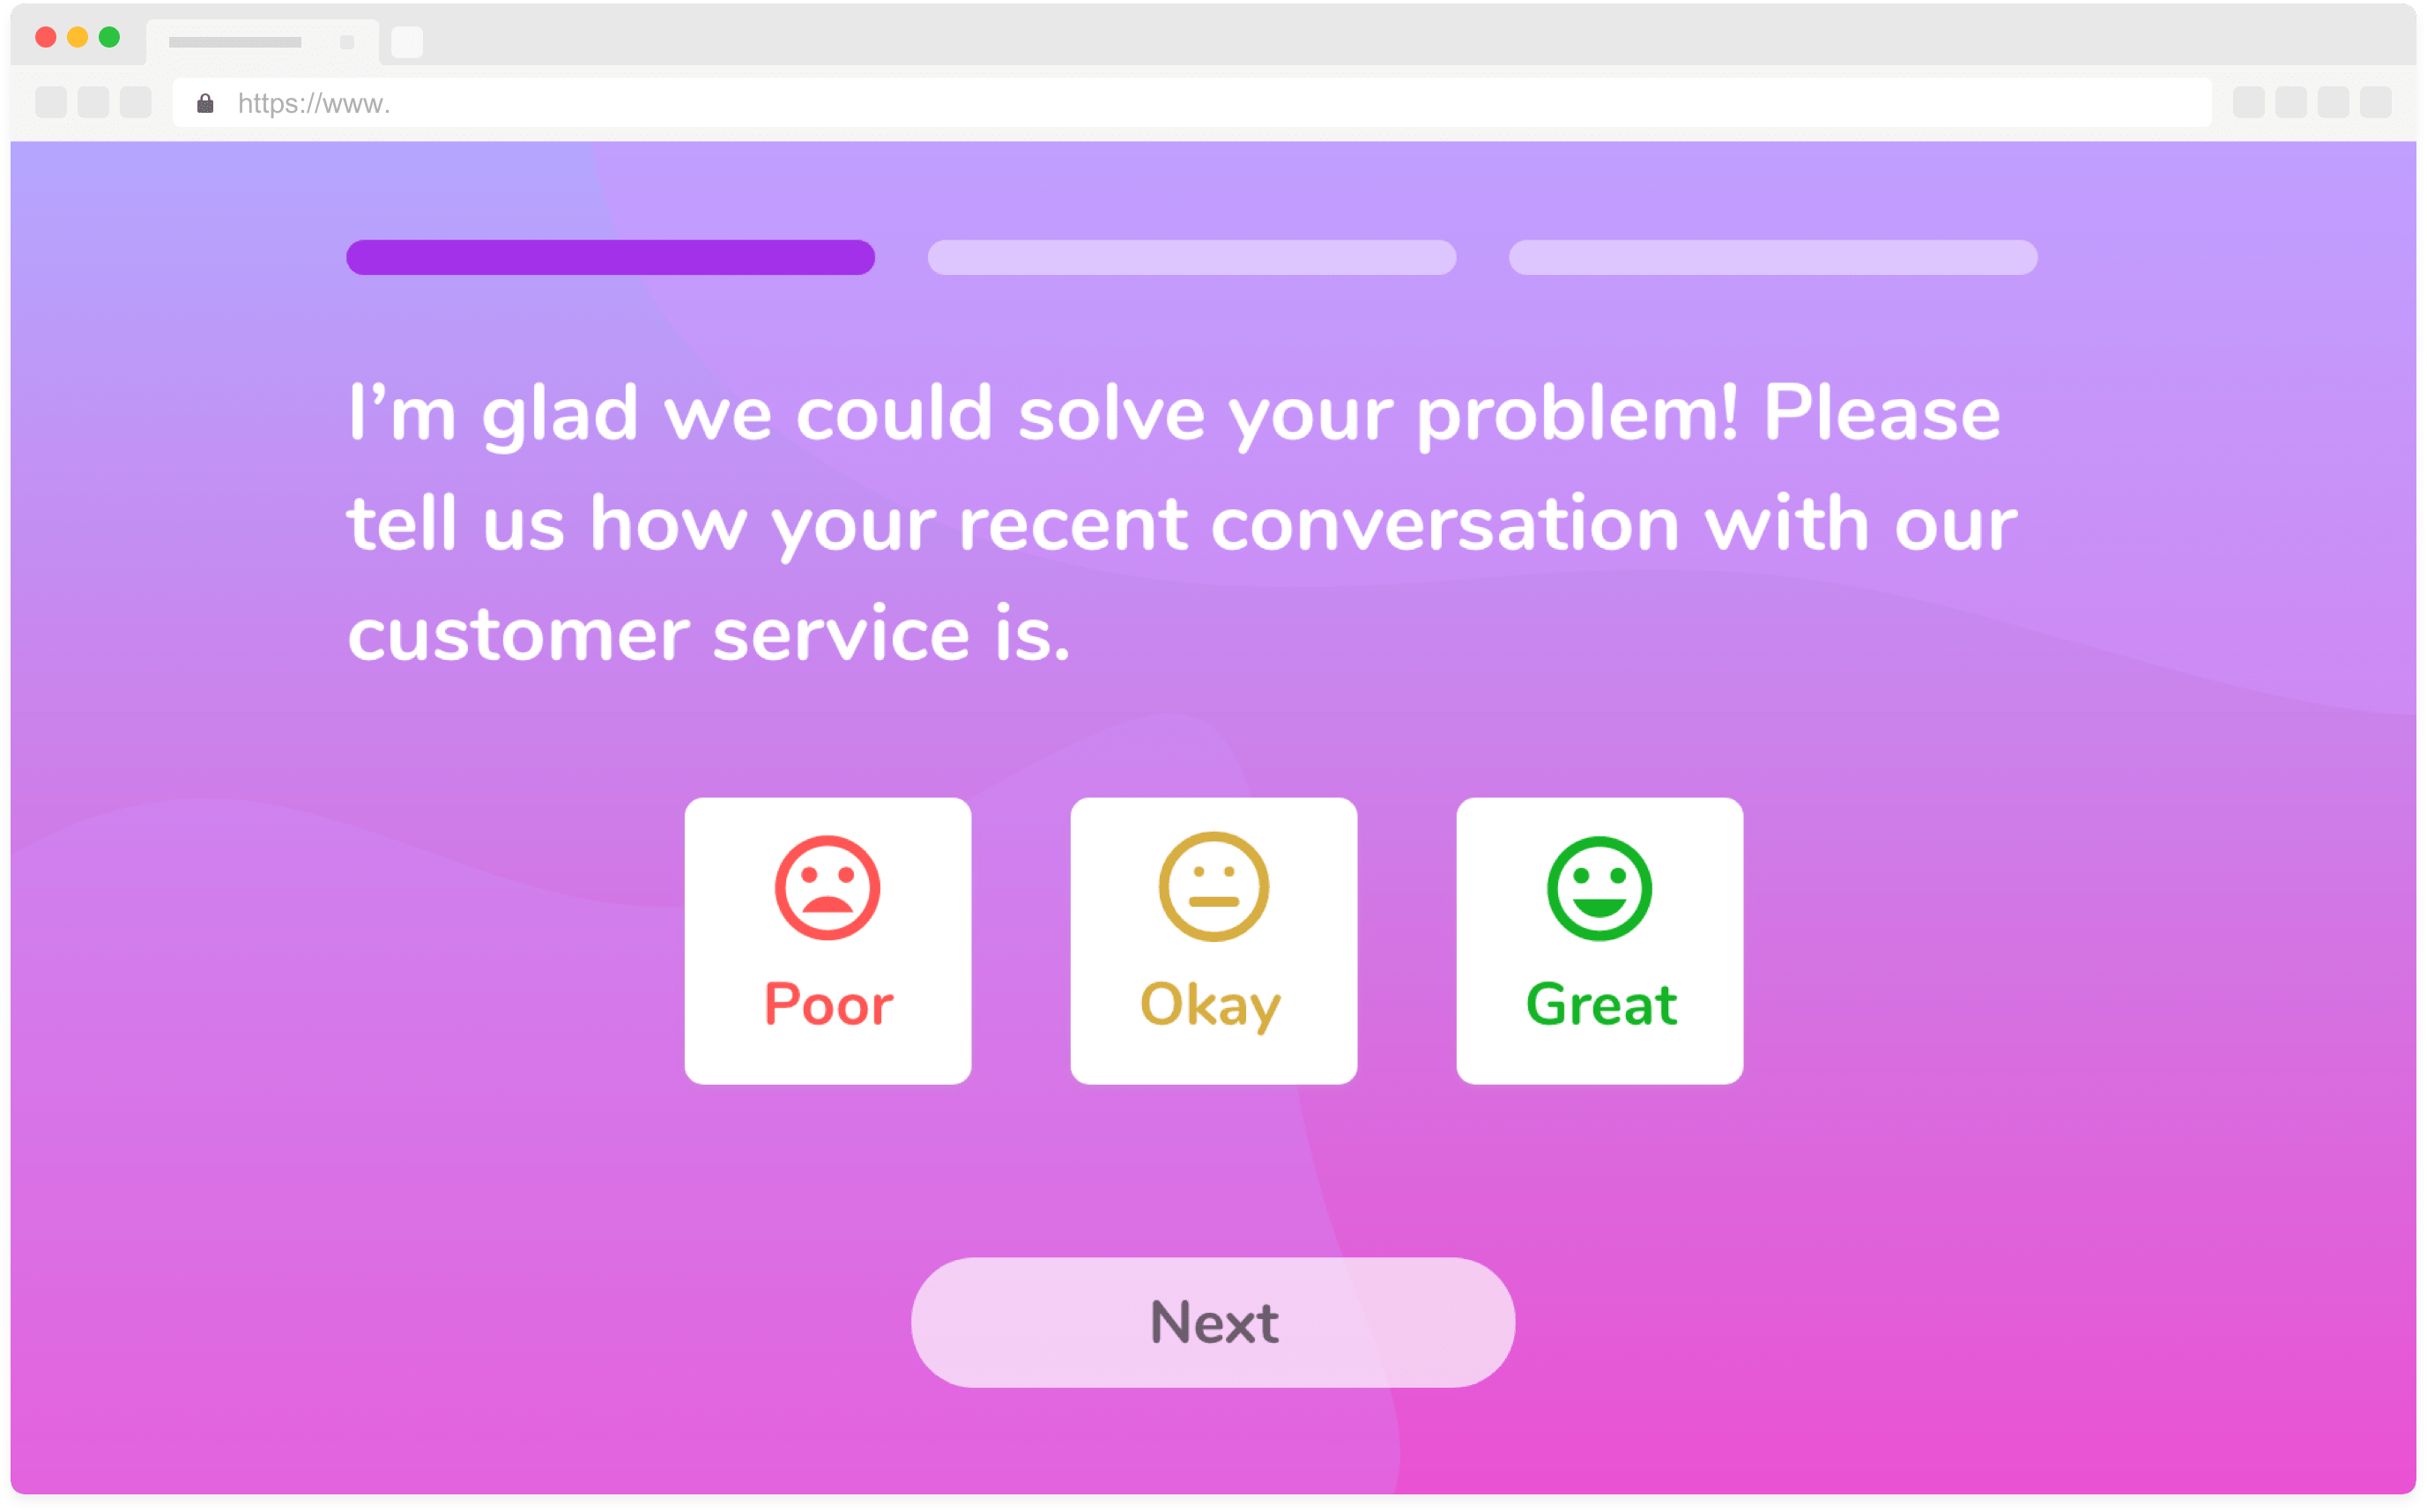 https://www.
I’m glad we could solve your problem! Please
tell us how your recent conversation with our
customer service is.
Poor
Okay
Great
Next